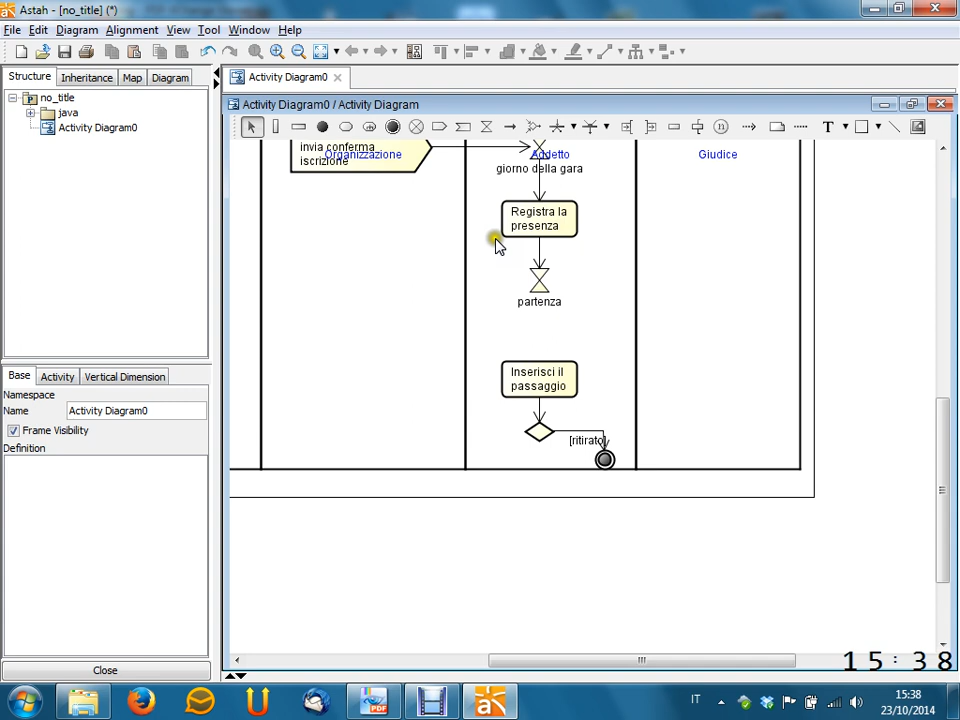 Astah - [no_title] (*)
File Edit Diagram Alignment View Tool Window Help
Structure Inheritance Map Diagram
no_title
java
Activity Diagram0
Base Activity Vertical Dimension
Namespace
Name Activity Diagram0
Frame Visibility
Definition
Close
Activity Diagram0
Activity Diagram0 / Activity Diagram
T
invia conferma
iscrizione
Organizzazione Addetto Giudice
giorno della gara
Registra la
presenza
partenza
Inserisci il
passaggio
[ritirato]
15:38
PDF
IT
15:38
23/10/2014